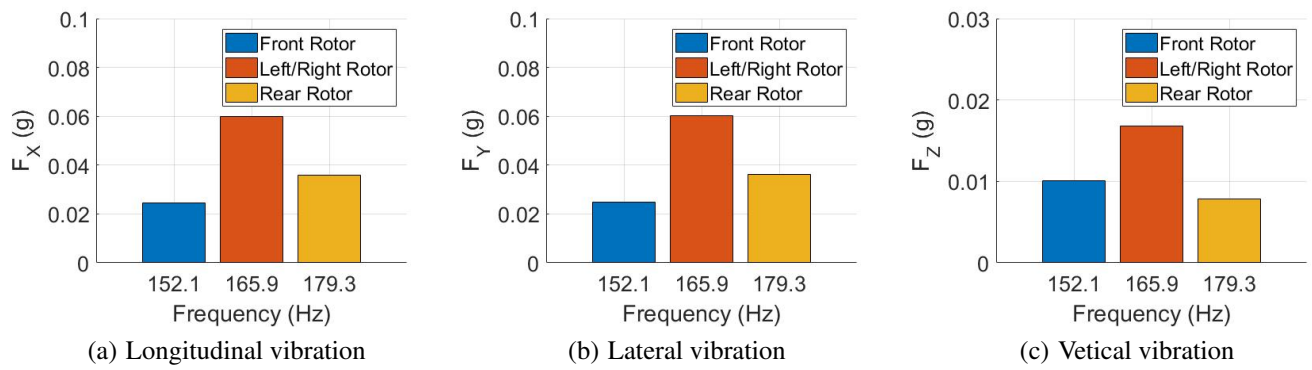 0.1
0.08
0.06
0.04
0.02
0
F_X (g)
Front Rotor
Left/Right Rotor
Rear Rotor
152.1 165.9 179.3
Frequency (Hz)
(a) Longitudinal vibration
0.1
0.08
0.06
0.04
0.02
0
F_Y (g)
Front Rotor
Left/Right Rotor
Rear Rotor
152.1 165.9 179.3
Frequency (Hz)
(b) Lateral vibration
0.03
0.02
0.01
0
F_Z (g)
Front Rotor
Left/Right Rotor
Rear Rotor
152.1 165.9 179.3
Frequency (Hz)
(c) Vetical vibration